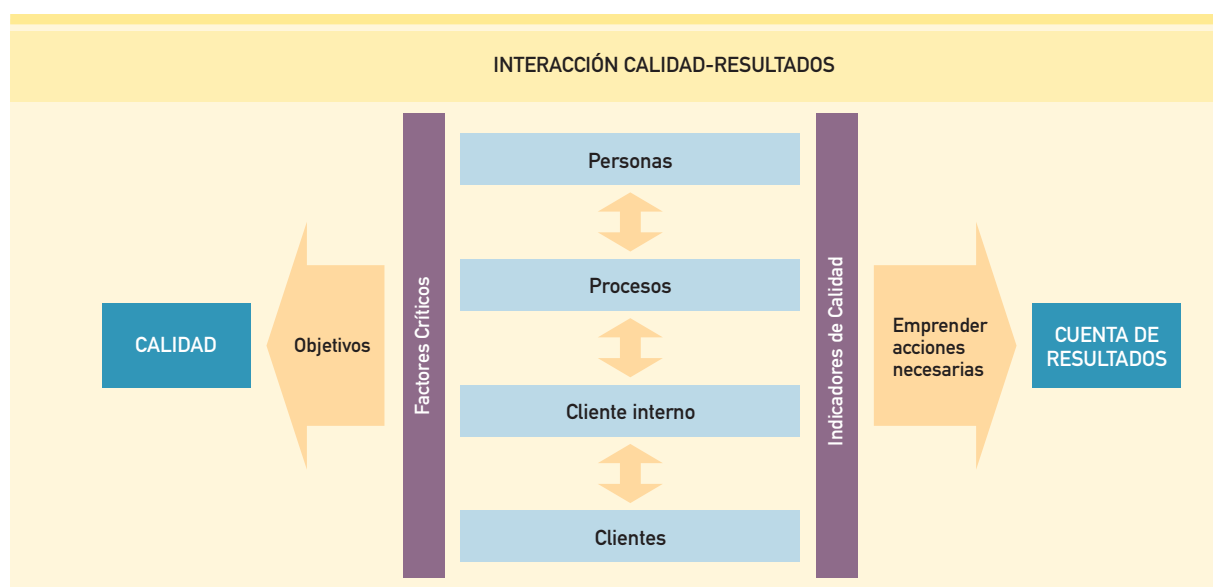 INTERACCIÓN CALIDAD-RESULTADOS
CALIDAD
Objetivos
Factores Críticos
Personas
Procesos
Cliente interno
Clientes
Indicadores de Calidad
Emprender
acciones
necesarias
CUENTA DE
RESULTADOS